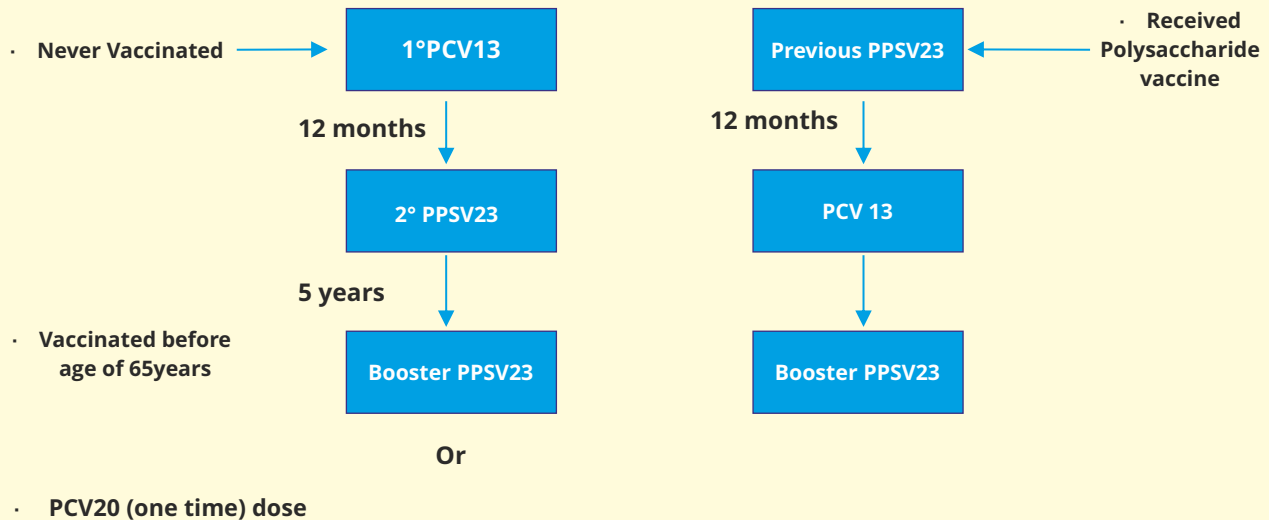 · Never Vaccinated
1°PCV13
12 months
2° PPSV23
5 years
· Vaccinated before
age of 65years
Booster PPSV23
Or
· PCV20 (one time) dose
· Received
Polysaccharide
vaccine
Previous PPSV23
12 months
PCV 13
Booster PPSV23